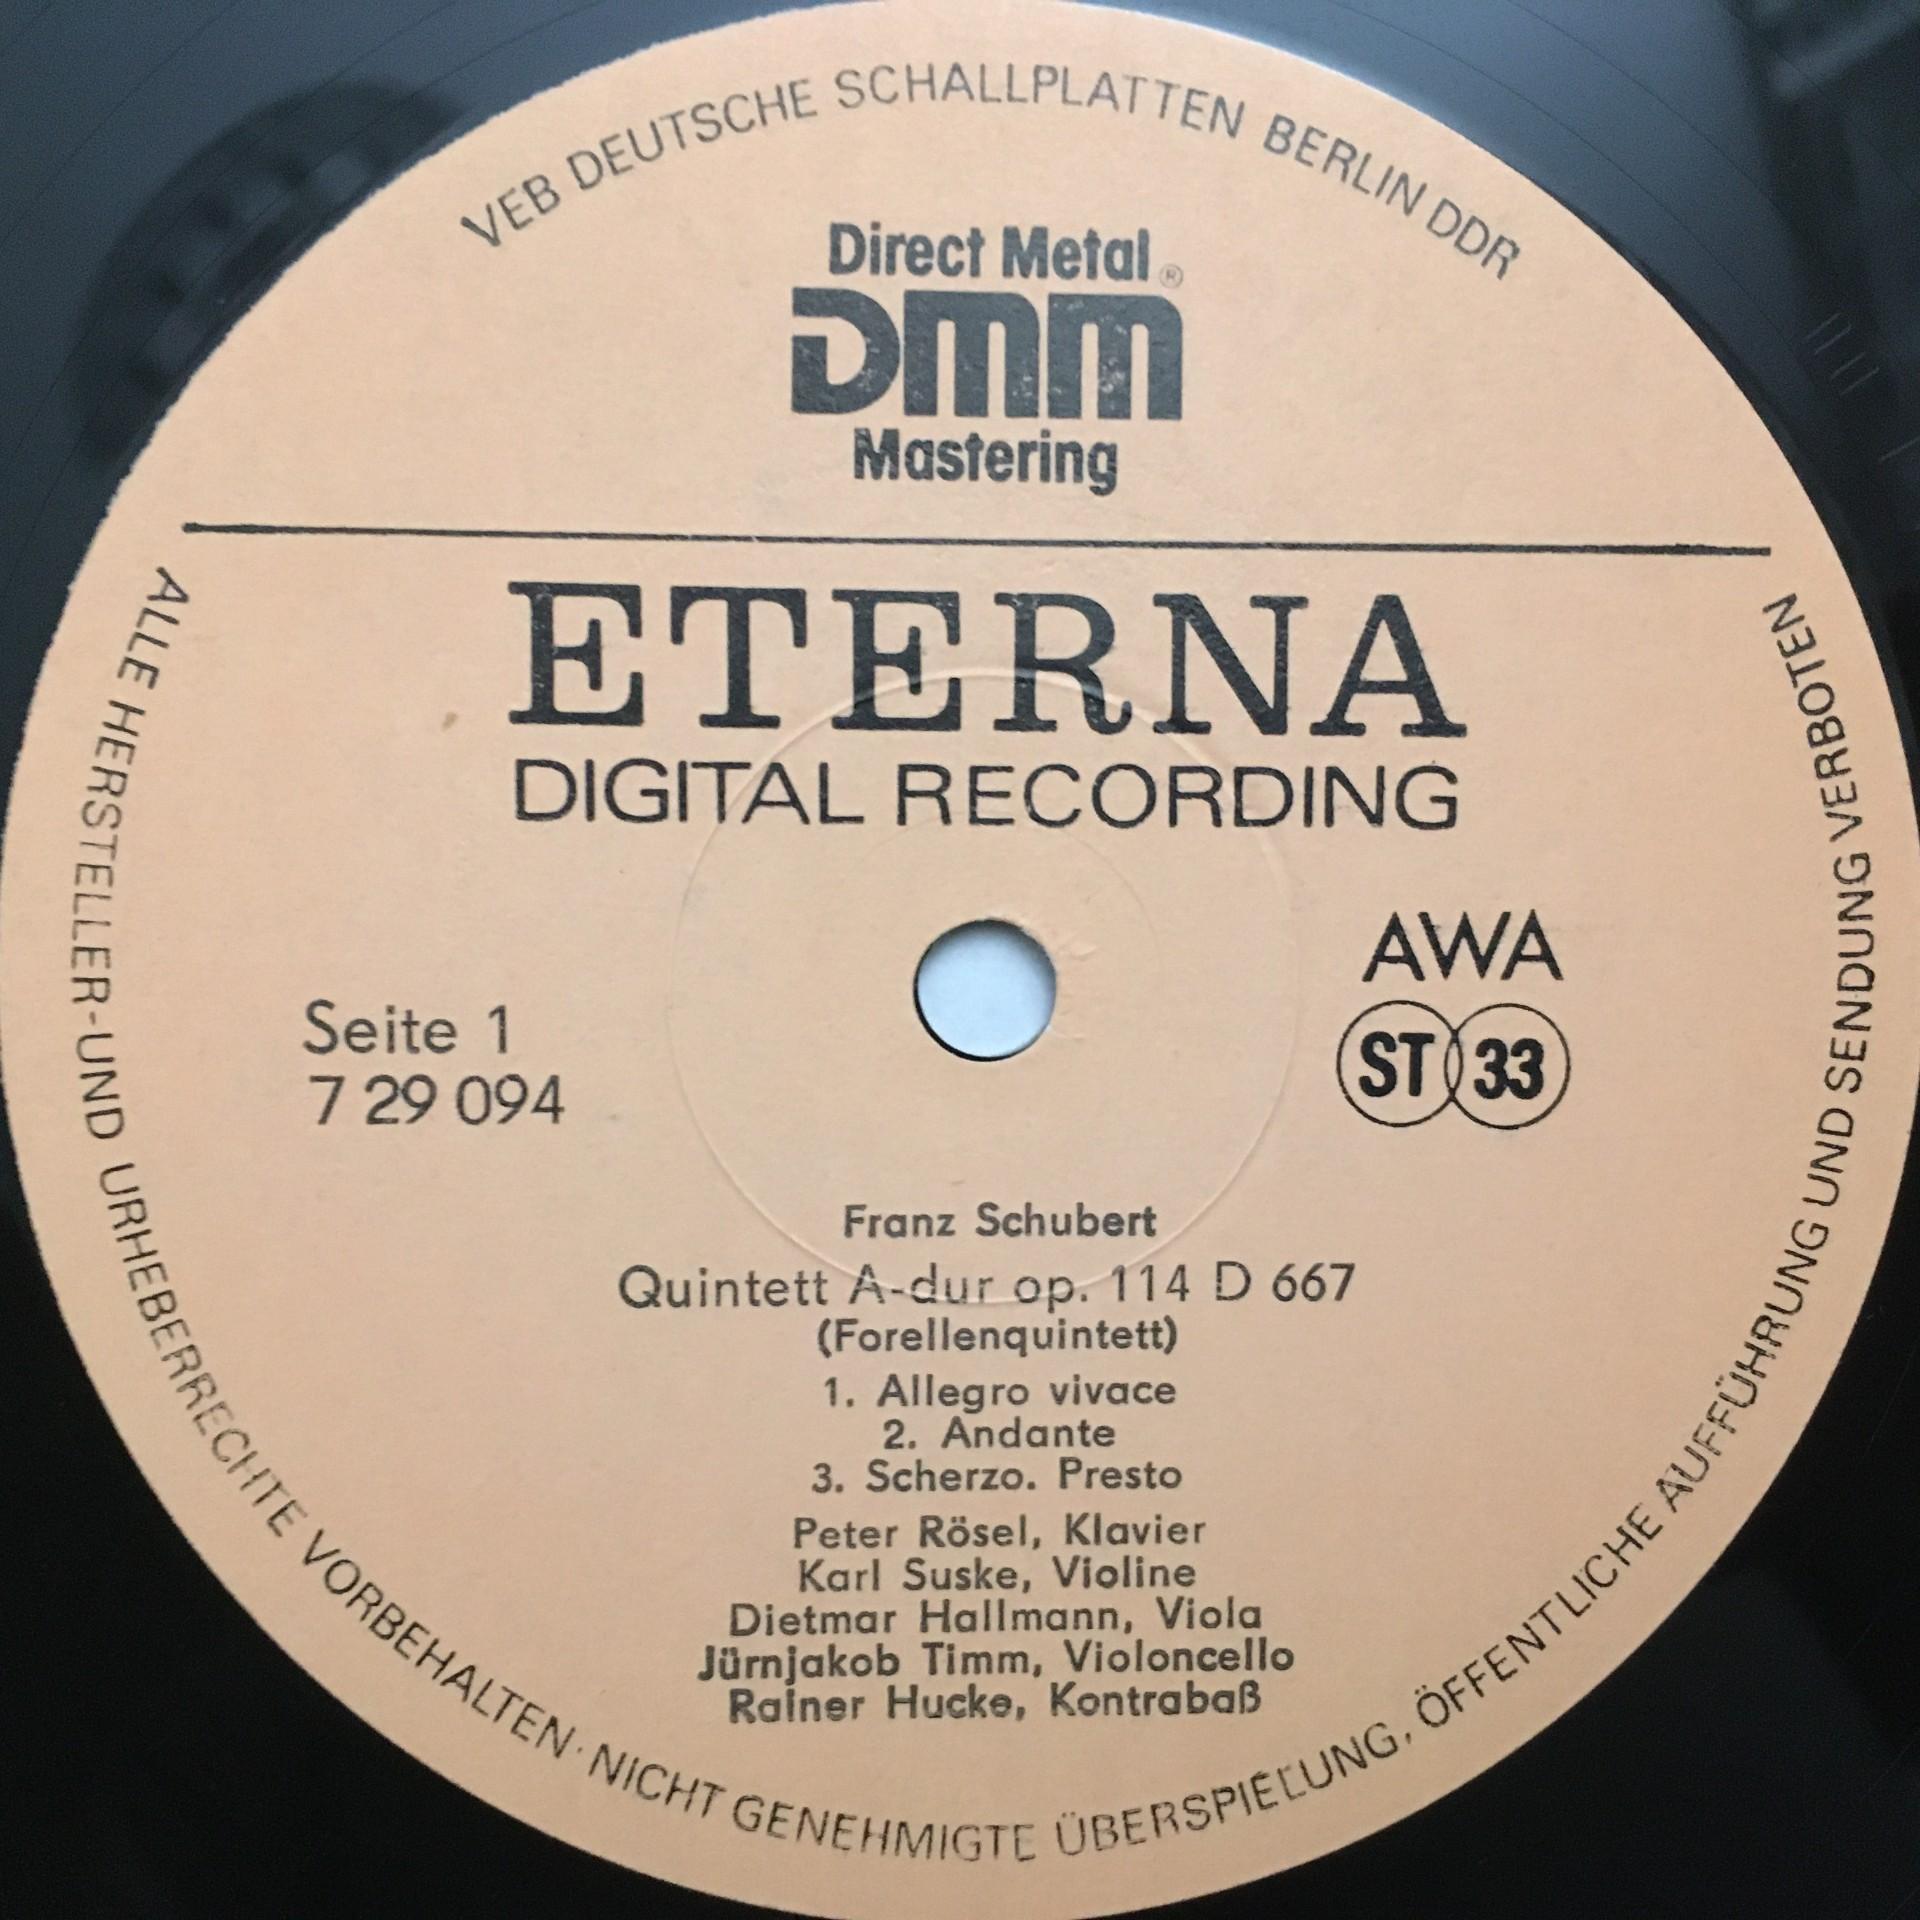 VEB DEUTSCHE SCHALLPLATTEN BERLIN DDR
Direct Metal ®
DMM
Mastering
ETERNA
DIGITAL RECORDING
AWA
ST 33
Seite 1
7 29 094
Franz Schubert
Quintett A-dur op. 114 D 667
(Forellenquintett)
1. Allegro vivace
2. Andante
3. Scherzo. Presto
Peter Rösel, Klavier
Karl Suske, Violine
Dietmar Hallmann, Viola
Jürnjakob Timm, Violoncello
Rainer Hucke, Kontrabaß
ALLE HERSTELLER-UND URHEBERRECHTE VORBEHALTEN · NICHT GENEHMIGTE ÜBERSPIELUNG, ÖFFENTLICHE AUFFÜHRUNG UND SENDUNG VERBOTEN